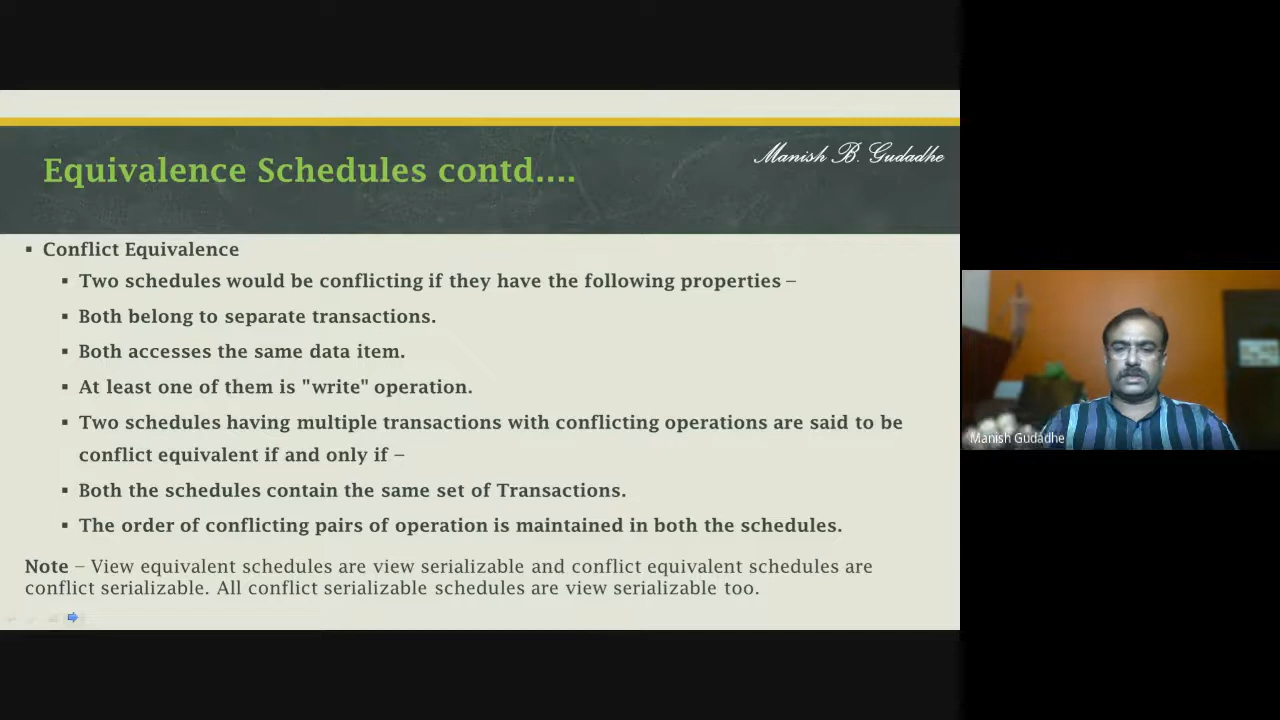 Equivalence Schedules contd....
Manish B. Gudadhe
▪ Conflict Equivalence
▪ Two schedules would be conflicting if they have the following properties –
▪ Both belong to separate transactions.
▪ Both accesses the same data item.
▪ At least one of them is "write" operation.
▪ Two schedules having multiple transactions with conflicting operations are said to be
conflict equivalent if and only if –
▪ Both the schedules contain the same set of Transactions.
▪ The order of conflicting pairs of operation is maintained in both the schedules.
Note – View equivalent schedules are view serializable and conflict equivalent schedules are
conflict serializable. All conflict serializable schedules are view serializable too.
Manish Gudadhe